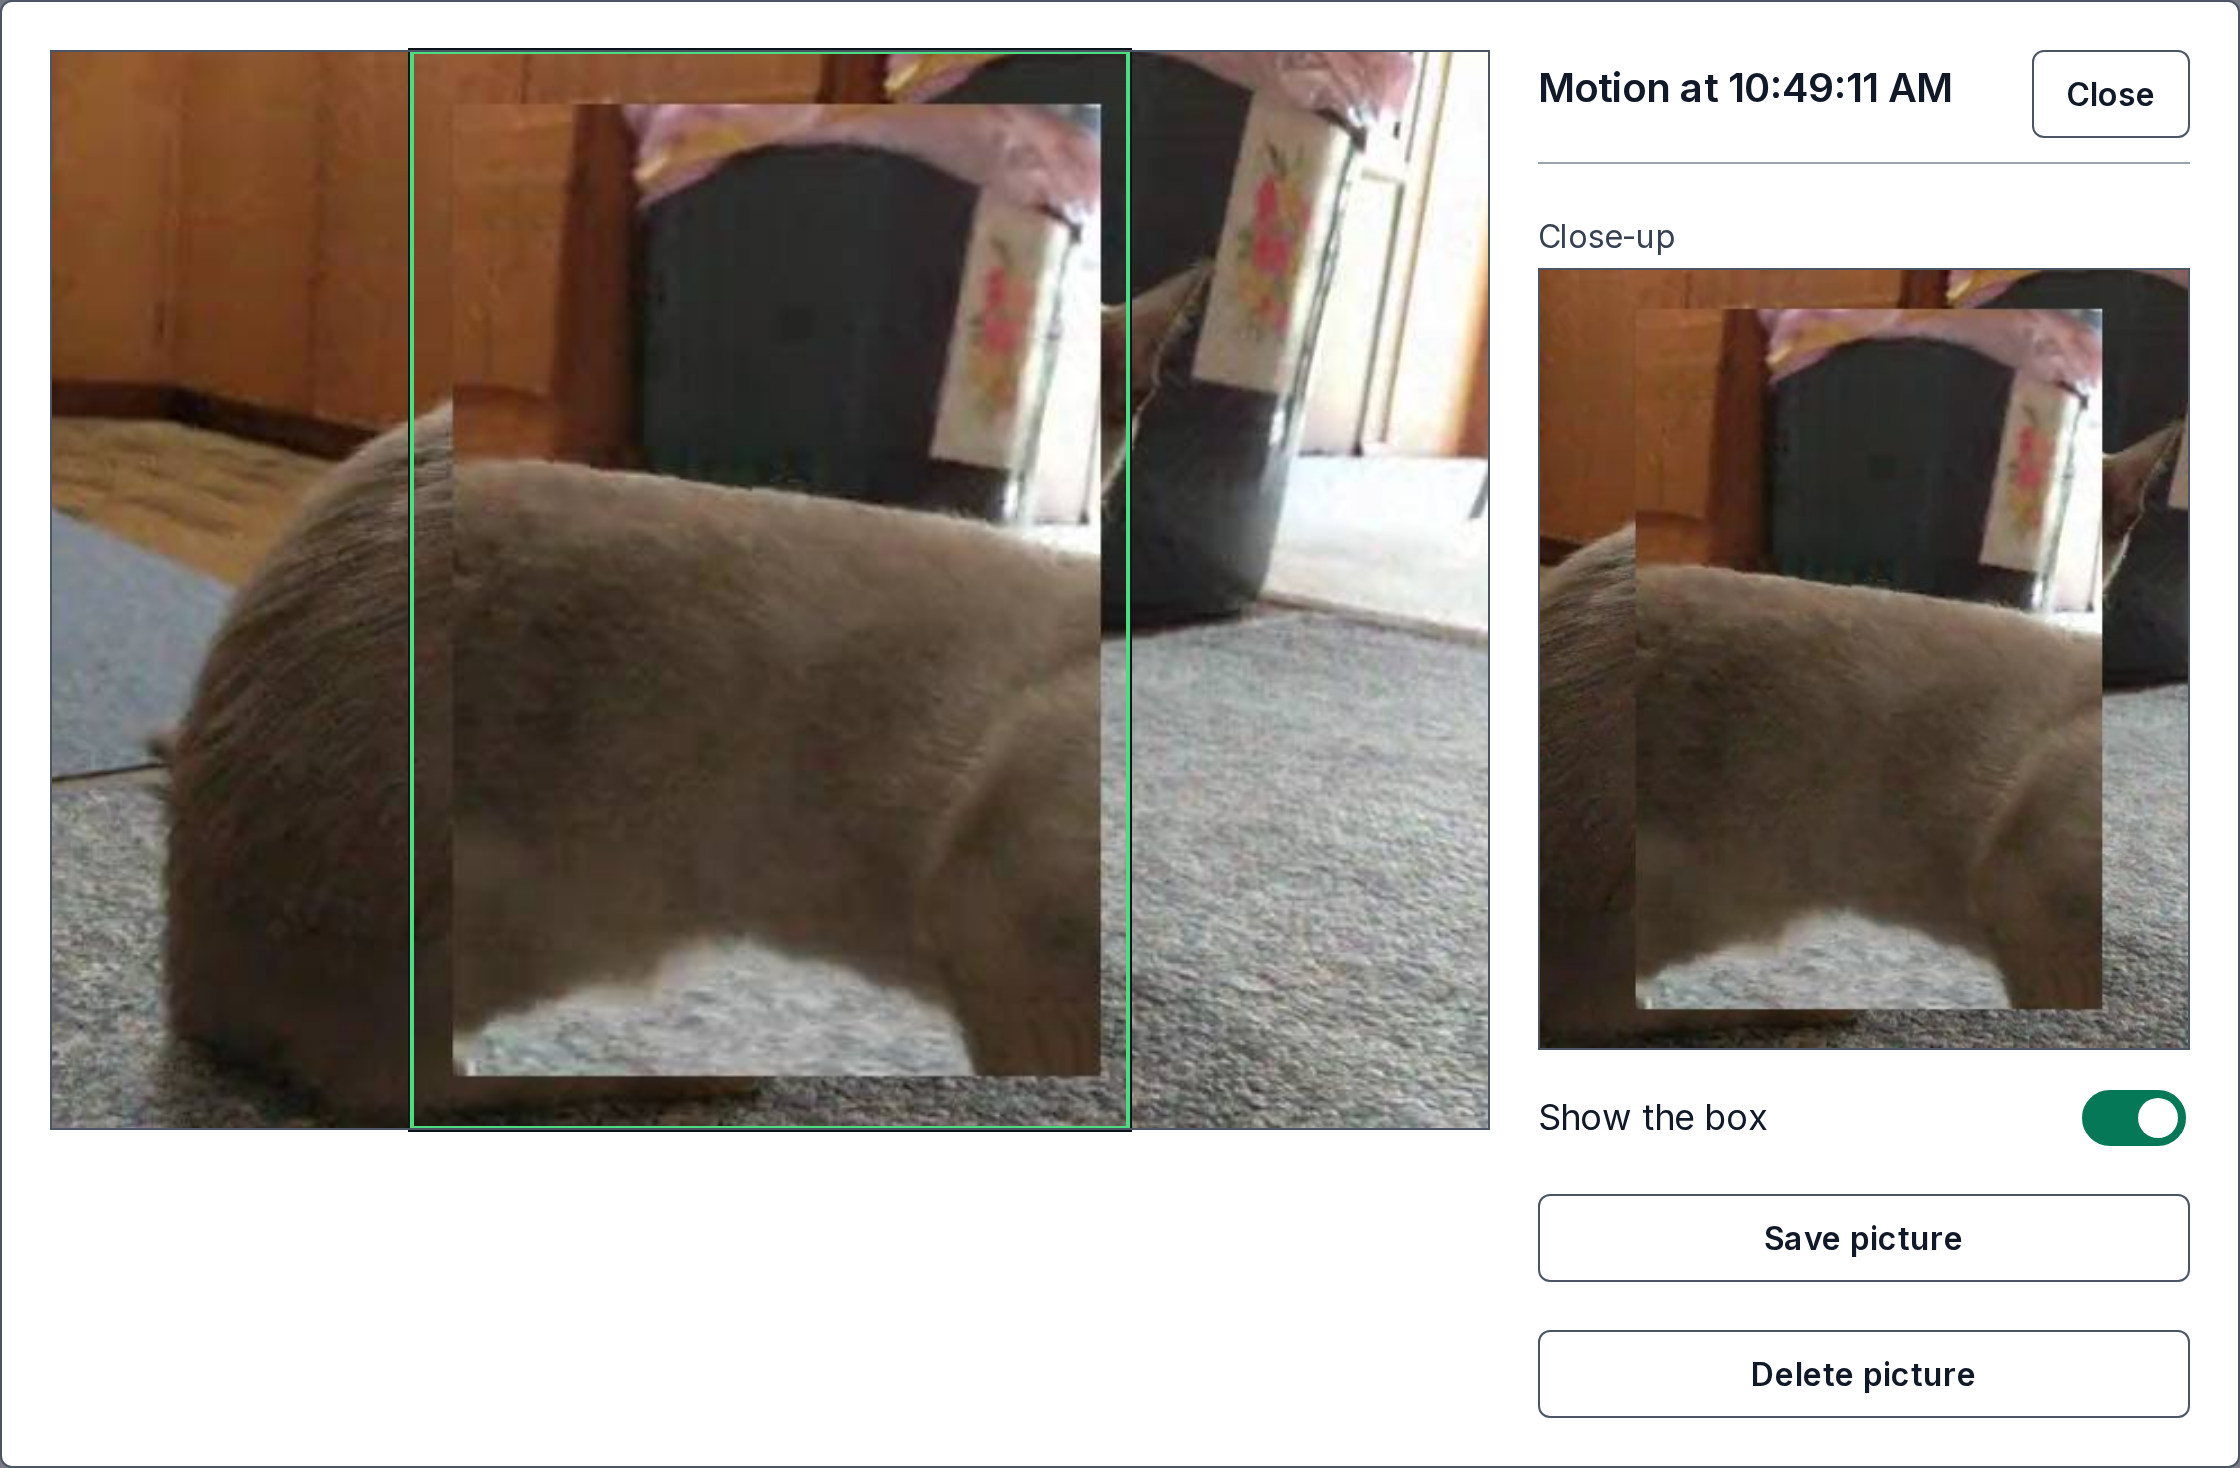 Motion at 10:49:11 AM
Close
Close-up
Show the box
Save picture
Delete picture